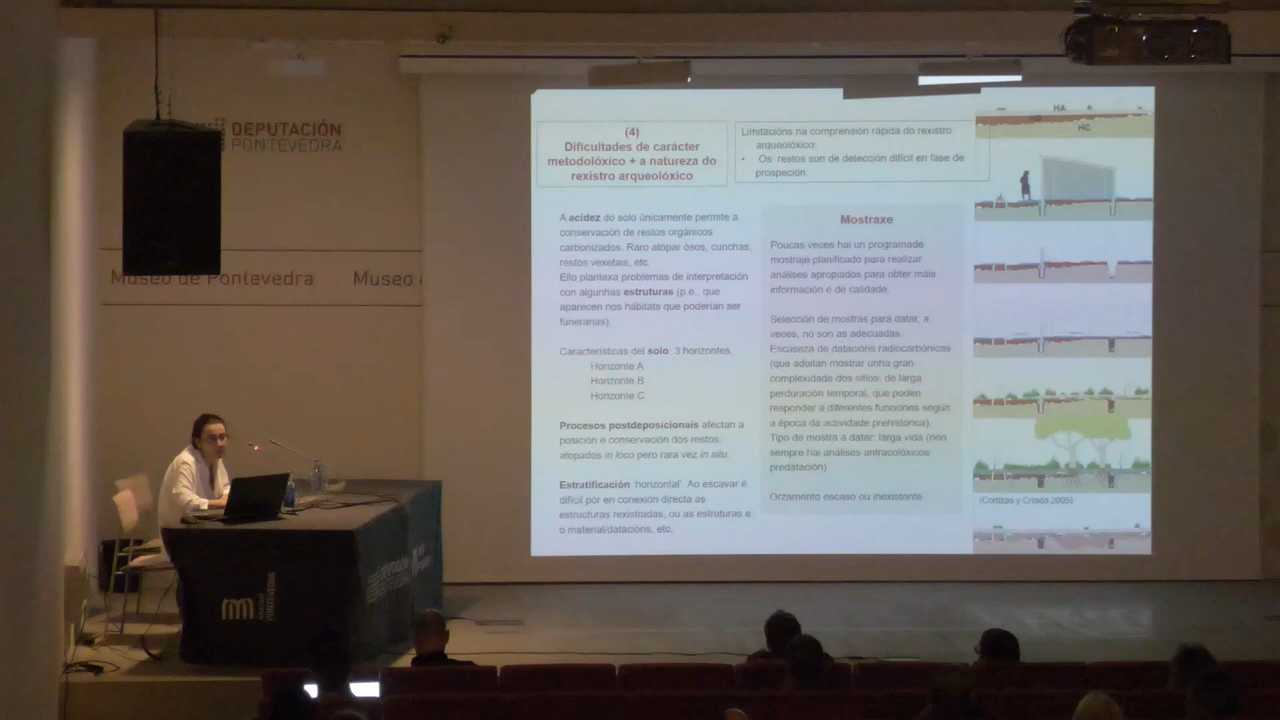 DEPUTACIÓN
PONTEVEDRA
Museo de Pontevedra
Museo
(4)
Dificultades de carácter
metodolóxico + a natureza do
rexistro arqueolóxico
Limitacións na comprensión rápida do rexistro
arqueolóxico:
• Os restos son de detección difícil en fase de
prospeción.
A acidez do solo únicamente permite a
conservación de restos orgánicos
carbonizados. Raro atopar ósos, cunchas,
restos vexetais, etc.
Ello plantexa problemas de interpretación
con algunhas estruturas (p.e., que
aparecen nos hábitats que poderían ser
funerarias)
Características del solo: 3 horizontes.
Horizonte A
Horizonte B
Horizonte C
Procesos postdeposicionais afectan a
posición e conservación dos restos:
atopados in loco pero rara vez in situ.
Estratificación 'horizontal' Ao escavar é
difícil por en conexión directa as
estructuras rexistradas, ou as estruturas e
o material/datacións, etc.
Mostraxe
Poucas veces hai un programade
mostraje planificado para realizar
análises apropiados para obter máis
información e de calidade.
Selección de mostras para datar, a
veces, no son as adecuadas.
Escaseza de datacións radiocarbónicas
(que adoitan mostrar unha gran
complexidade dos sitios: de larga
perduración temporal, que poden
responder a diferentes funciones según
a época da actividade prehistórica).
Tipo de mostra a datar: larga vida (non
sempre hai análises antracolóxicos
predatación)
Orzamento escaso ou inexistente.
HA
HC
(Cortizas y Criado 2005)
DEPUTACIÓN
PONTEVEDRA